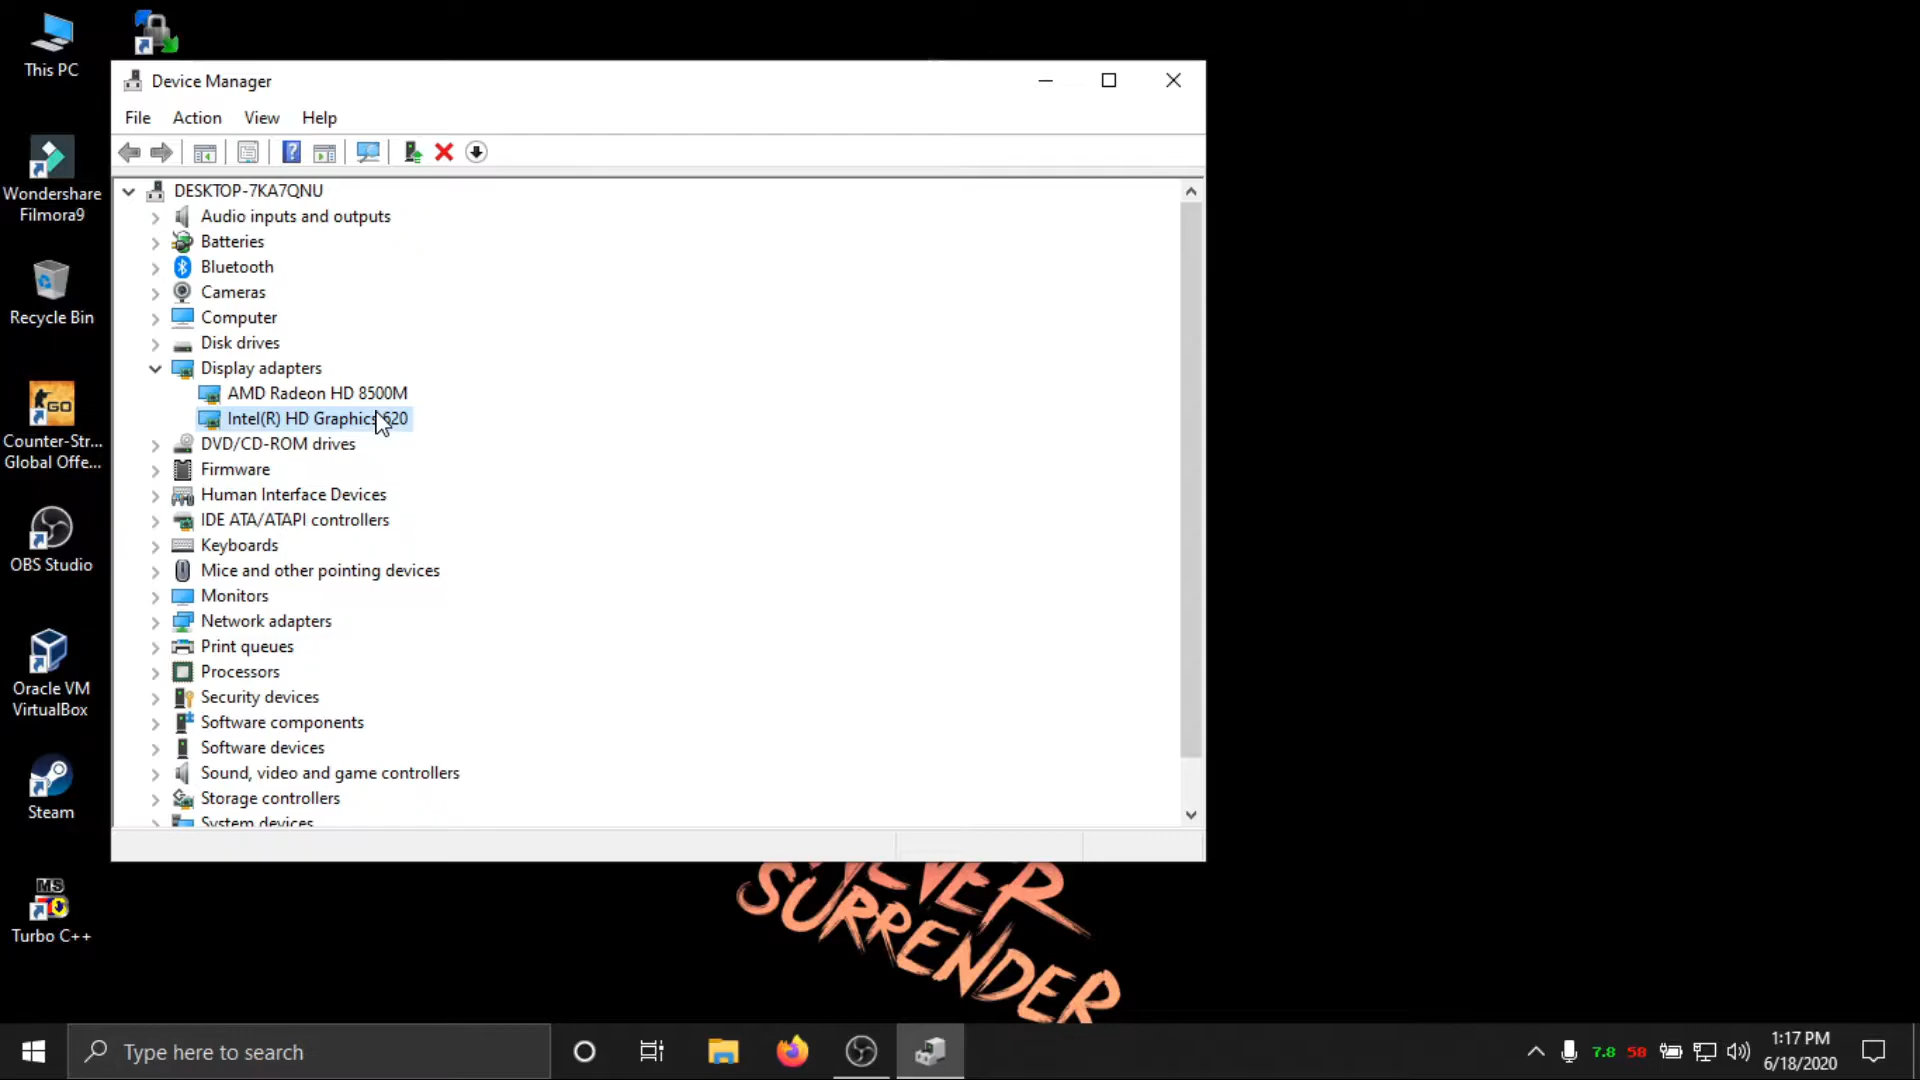 This PC
Wondershare
Filmora9
Recycle Bin
GO
Counter-Str...
Global Offe...
OBS Studio
Oracle VM
VirtualBox
Steam
MS
Turbo C++
Device Manager
File Action View Help
DESKTOP-7KA7QNU
Audio inputs and outputs
Batteries
Bluetooth
Cameras
Computer
Disk drives
Display adapters
AMD Radeon HD 8500M
Intel(R) HD Graphics 620
DVD/CD-ROM drives
Firmware
Human Interface Devices
IDE ATA/ATAPI controllers
Keyboards
Mice and other pointing devices
Monitors
Network adapters
Print queues
Processors
Security devices
Software components
Software devices
Sound, video and game controllers
Storage controllers
System devices
SURRENDER
Type here to search
7.8 58
1:17 PM
6/18/2020